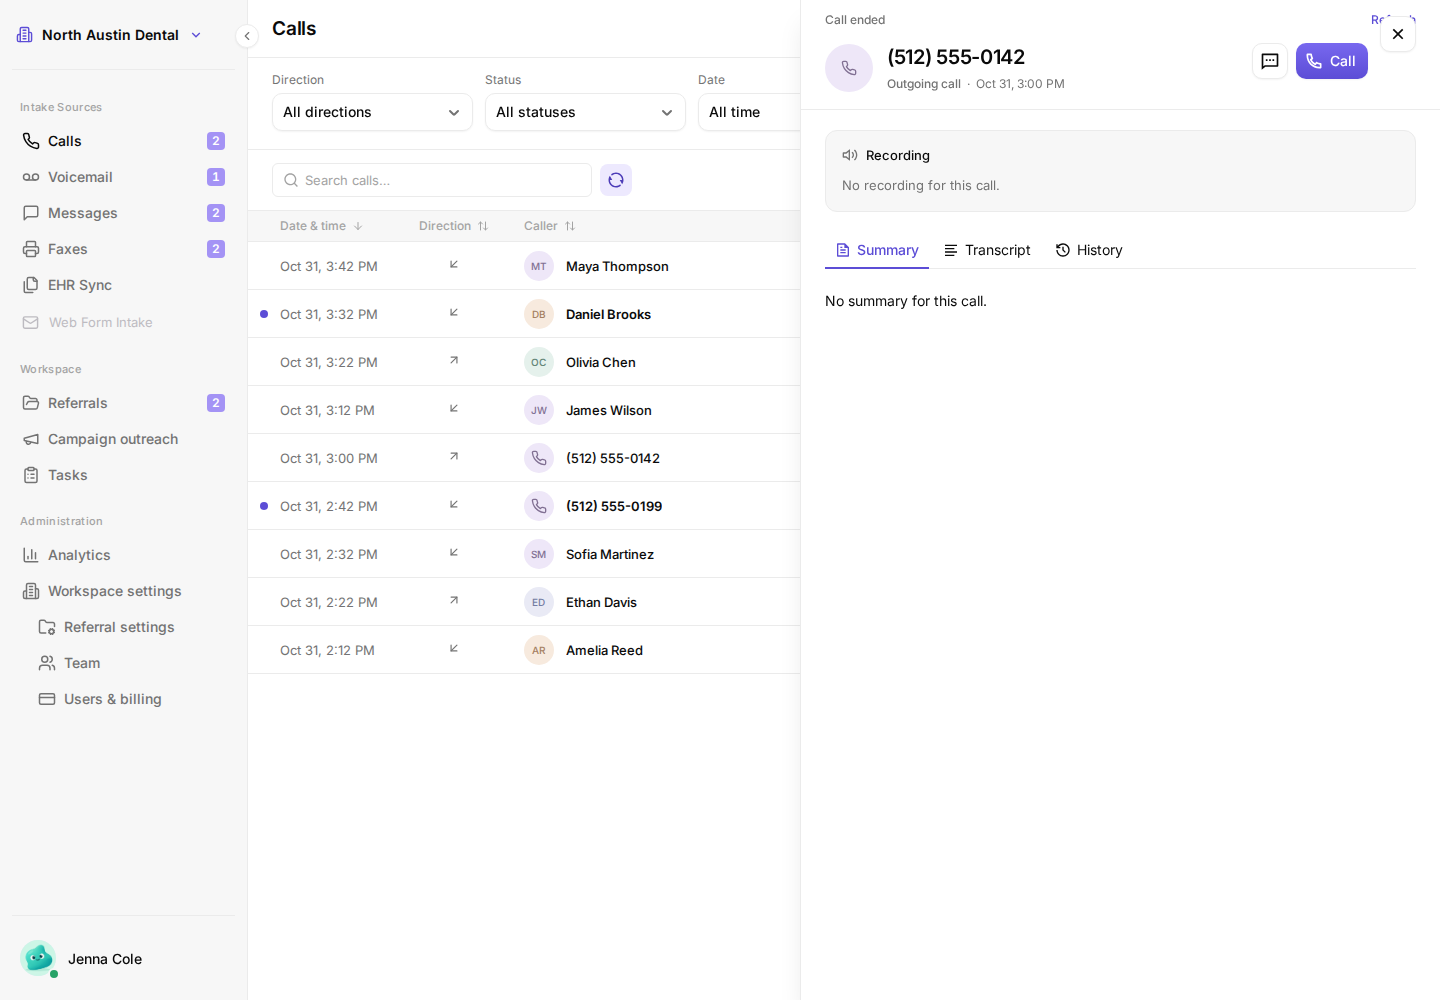 North Austin Dental
Intake Sources
Calls 2
Voicemail 1
Messages 2
Faxes 2
EHR Sync
Web Form Intake
Workspace
Referrals 2
Campaign outreach
Tasks
Administration
Analytics
Workspace settings
Referral settings
Team
Users & billing
Jenna Cole
Calls
Direction Status Date
All directions All statuses All time
Search calls...
Date & time Direction Caller
Oct 31, 3:42 PM MT Maya Thompson
Oct 31, 3:32 PM DB Daniel Brooks
Oct 31, 3:22 PM OC Olivia Chen
Oct 31, 3:12 PM JW James Wilson
Oct 31, 3:00 PM (512) 555-0142
Oct 31, 2:42 PM (512) 555-0199
Oct 31, 2:32 PM SM Sofia Martinez
Oct 31, 2:22 PM ED Ethan Davis
Oct 31, 2:12 PM AR Amelia Reed
Call ended
(512) 555-0142
Outgoing call · Oct 31, 3:00 PM
Call
Recording
No recording for this call.
Summary Transcript History
No summary for this call.